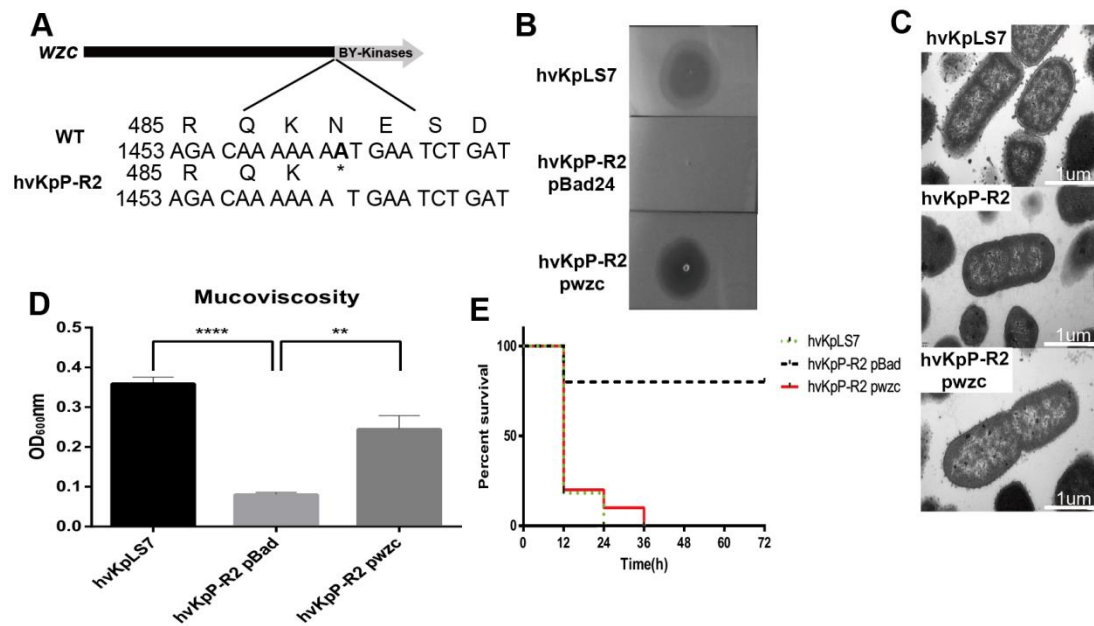 A
wzc BY-Kinases
485 R Q K N E S D
WT
1453 AGA CAA AAA AATGAA TCT GAT
485 R Q K *
hvKpP-R2
1453 AGA CAA AAA A TGAA TCT GAT
B
hvKpLS7
hvKpP-R2
pBad24
hvKpP-R2
pwzc
C
hvKpLS7
1um
hvKpP-R2
1um
hvKpP-R2
pwzc
1um
D
Mucoviscosity
**** **
OD600nm
0.5
0.4
0.3
0.2
0.1
0.0
hvKpLS7
hvKpP-R2 pBad
hvKpP-R2 pwzc
E
Percent survival
100
50
0
0 12 24 36 48 60 72
Time(h)
hvKpLS7
hvKpP-R2 pBad
hvKpP-R2 pwzc